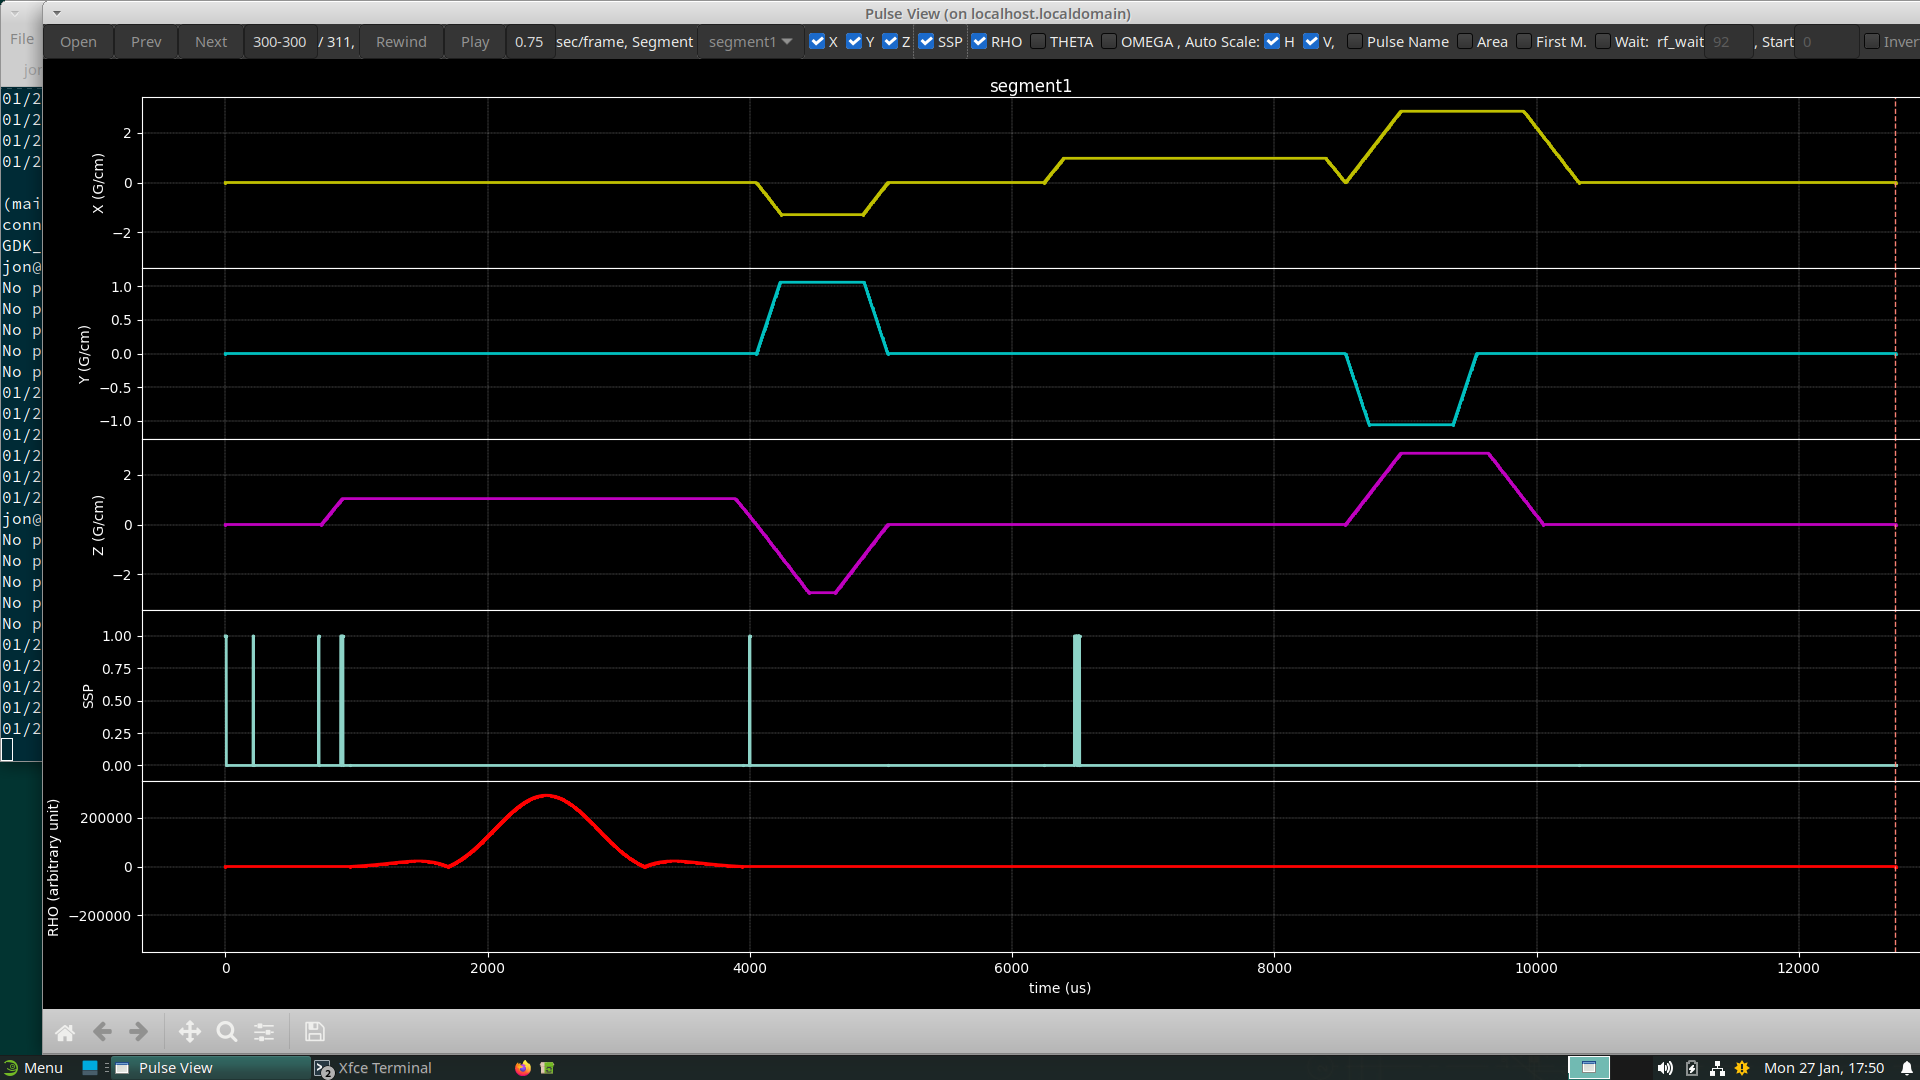 Pulse View (on localhost.localdomain)
File
Open Prev Next 300-300 / 311, Rewind Play 0.75 sec/frame, Segment segment1 X Y Z SSP RHO THETA OMEGA , Auto Scale: H V, Pulse Name Area First M. Wait: rf_wait 92 , Start 0 Inver
jor
segment1
01/2
01/2
01/2
01/2
(mai
conn
GDK_
jon@
No p
No p
No p
No p
No p
01/2
01/2
01/2
01/2
01/2
01/2
jon@
No p
No p
No p
No p
No p
01/2
01/2
01/2
01/2
01/2
X (G/cm)
2
0
−2
Y (G/cm)
1.0
0.5
0.0
−0.5
−1.0
Z (G/cm)
2
0
−2
SSP
1.00
0.75
0.50
0.25
0.00
RHO (arbitrary unit)
200000
0
−200000
0 2000 4000 6000 8000 10000 12000
time (us)
Menu Pulse View 2 Xfce Terminal Mon 27 Jan, 17:50